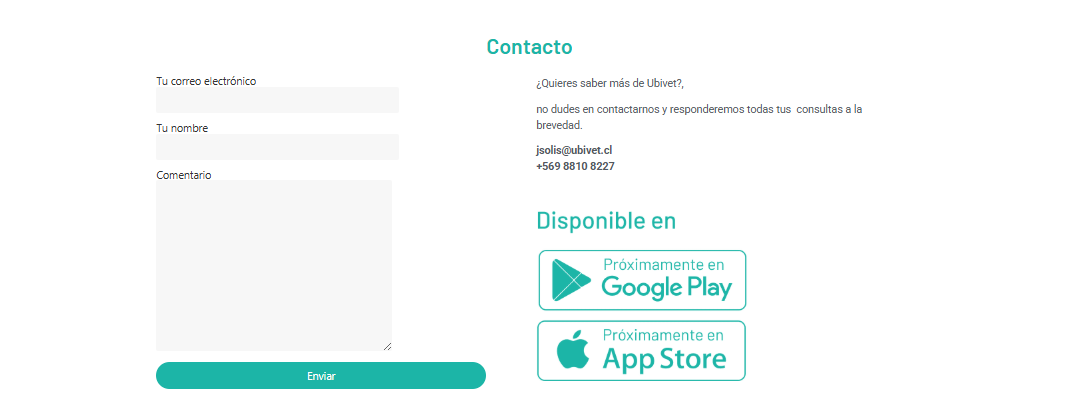 Contacto
Tu correo electrónico
Tu nombre
Comentario
Enviar
¿Quieres saber más de Ubivet?,
no dudes en contactarnos y responderemos todas tus consultas a la
brevedad.
jsolis@ubivet.cl
+569 8810 8227
Disponible en
Próximamente en
Google Play
Próximamente en
App Store